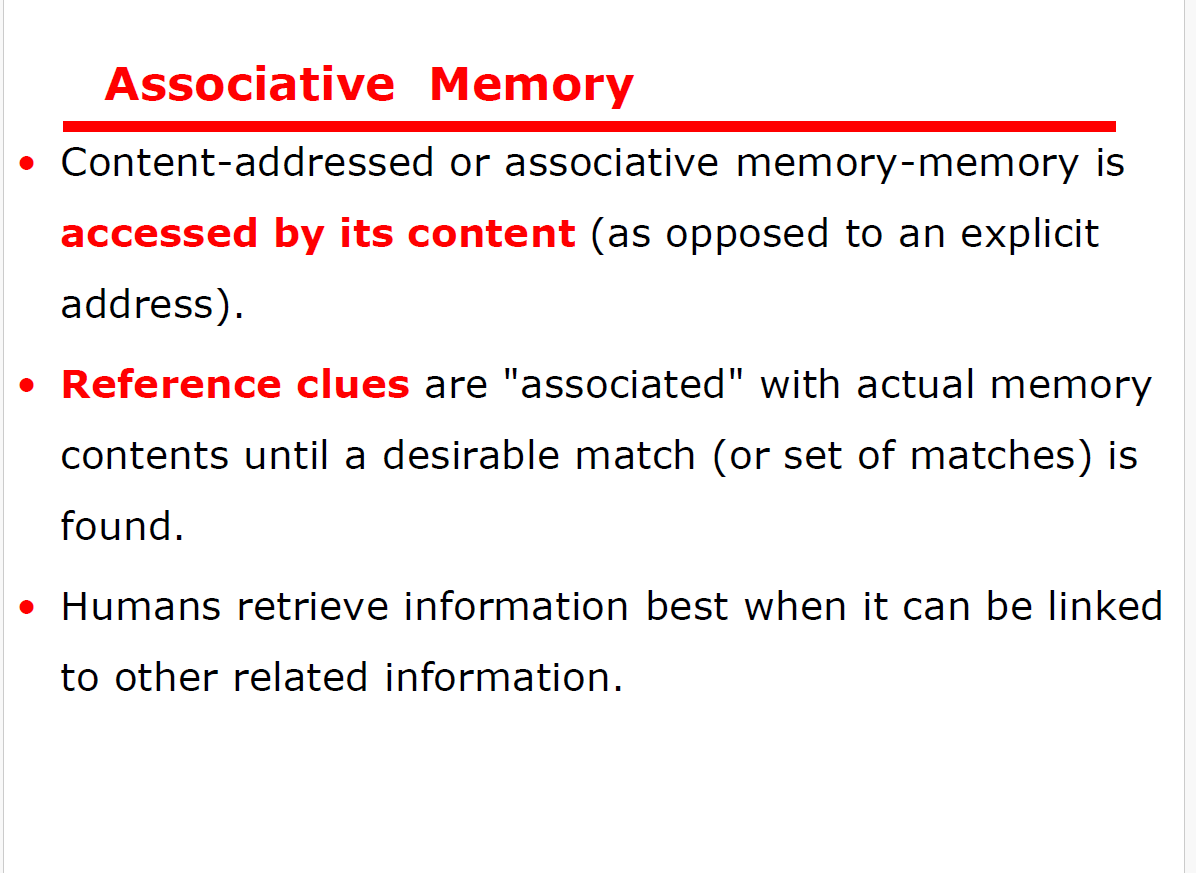 Associative Memory
• Content-addressed or associative memory-memory is
accessed by its content (as opposed to an explicit
address).
• Reference clues are "associated" with actual memory
contents until a desirable match (or set of matches) is
found.
• Humans retrieve information best when it can be linked
to other related information.